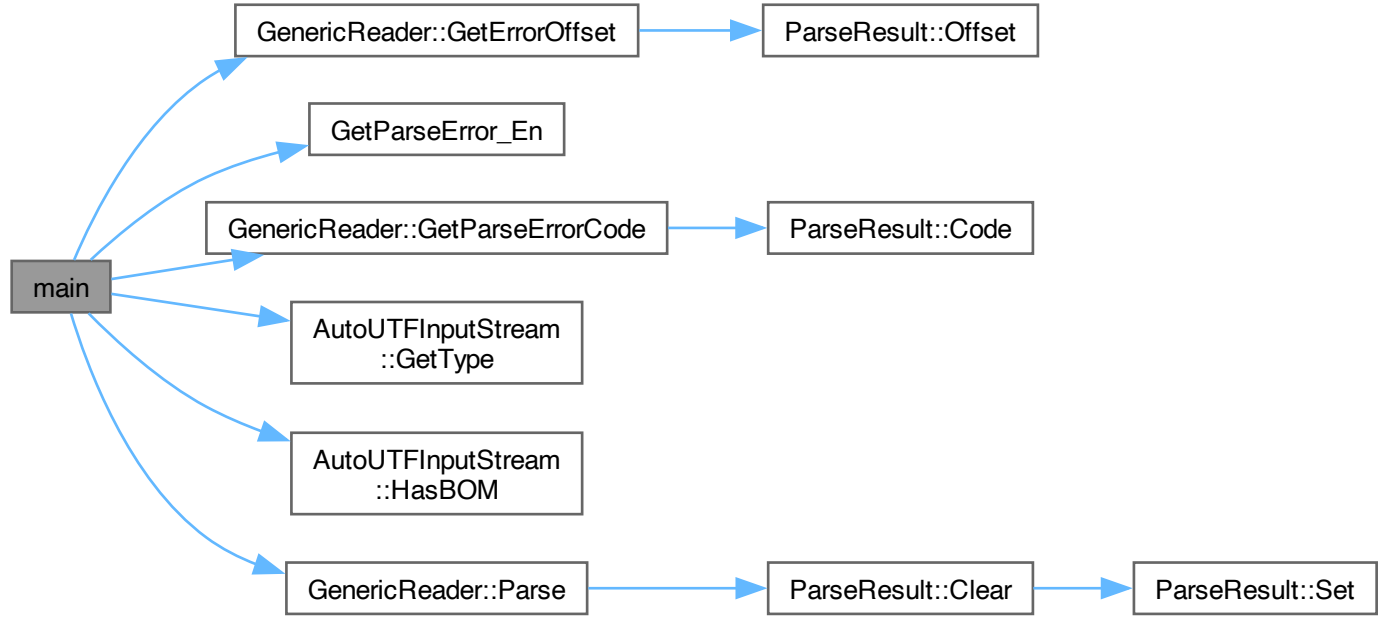 GenericReader::GetErrorOffset
ParseResult::Offset
GetParseError_En
GenericReader::GetParseErrorCode
ParseResult::Code
main
AutoUTFInputStream
::GetType
AutoUTFInputStream
::HasBOM
GenericReader::Parse
ParseResult::Clear
ParseResult::Set